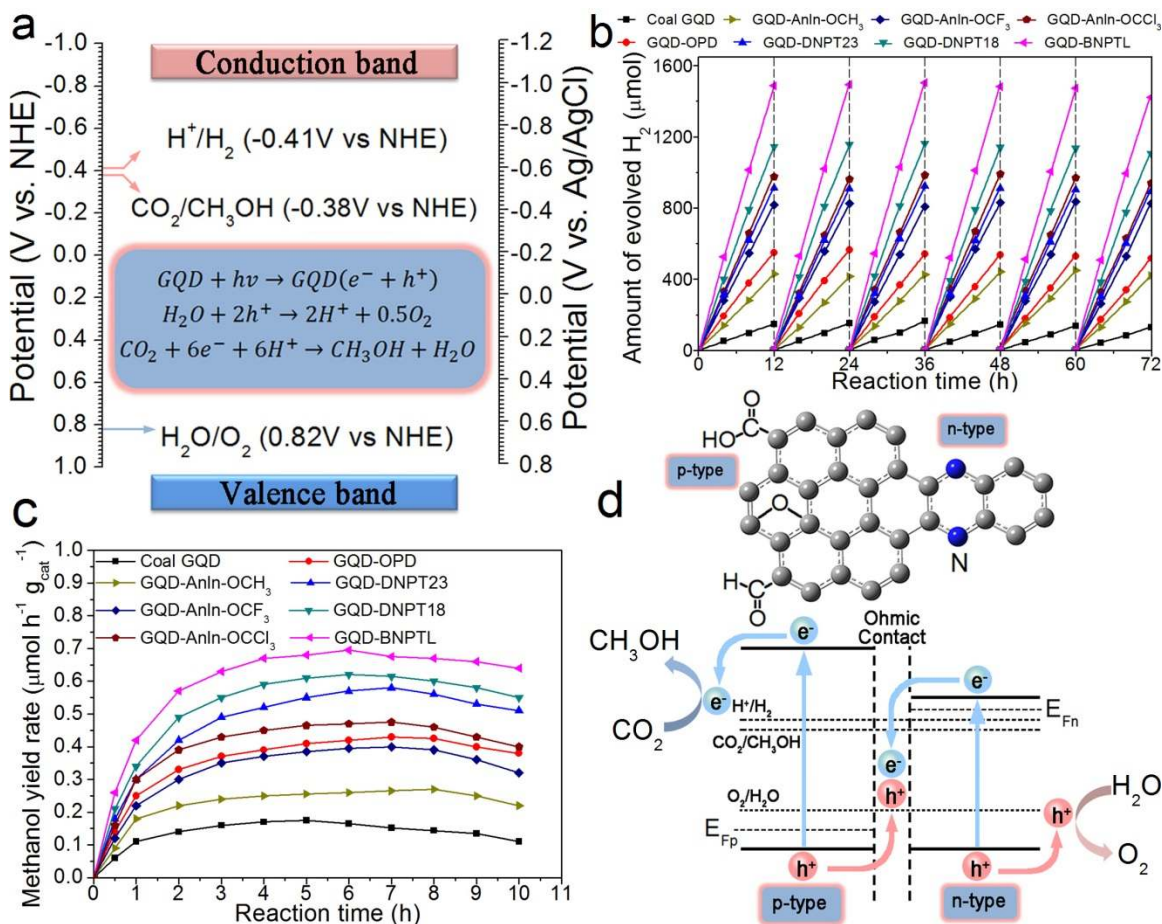 a
Potential (V vs. NHE)
-1.0
-0.8
-0.6
-0.4
-0.2
0.0
0.2
0.4
0.6
0.8
1.0
Conduction band
H⁺/H₂ (-0.41V vs NHE)
CO₂/CH₃OH (-0.38V vs NHE)
GQD + hν → GQD(e⁻ + h⁺)
H₂O + 2h⁺ → 2H⁺ + 0.5O₂
CO₂ + 6e⁻ + 6H⁺ → CH₃OH + H₂O
H₂O/O₂ (0.82V vs NHE)
Valence band
-1.2
-1.0
-0.8
-0.6
-0.4
-0.2
0.0
0.2
0.4
0.6
0.8
Potential (V vs. Ag/AgCl)
b
Coal GQD GQD-AnIn-OCH₃ GQD-AnIn-OCF₃ GQD-AnIn-OCCl₃
GQD-OPD GQD-DNPT23 GQD-DNPT18 GQD-BNPTL
Amount of evolved H₂ (μmol)
1600
1200
800
400
0
0 12 24 36 48 60 72
Reaction time (h)
c
Methanol yield rate (μmol h⁻¹ g_cat⁻¹)
1.0
0.9
0.8
0.7
0.6
0.5
0.4
0.3
0.2
0.1
0.0
Coal GQD GQD-OPD
GQD-AnIn-OCH₃ GQD-DNPT23
GQD-AnIn-OCF₃ GQD-DNPT18
GQD-AnIn-OCCl₃ GQD-BNPTL
0 1 2 3 4 5 6 7 8 9 10 11
Reaction time (h)
d
O
HO C
p-type
n-type
O
N
H C
O
Ohmic
Contact
CH₃OH
CO₂
e⁻
e⁻
H⁺/H₂
CO₂/CH₃OH
O₂/H₂O
E_Fp
h⁺
p-type
e⁻
h⁺
e⁻
E_Fn
h⁺
h⁺
n-type
H₂O
O₂